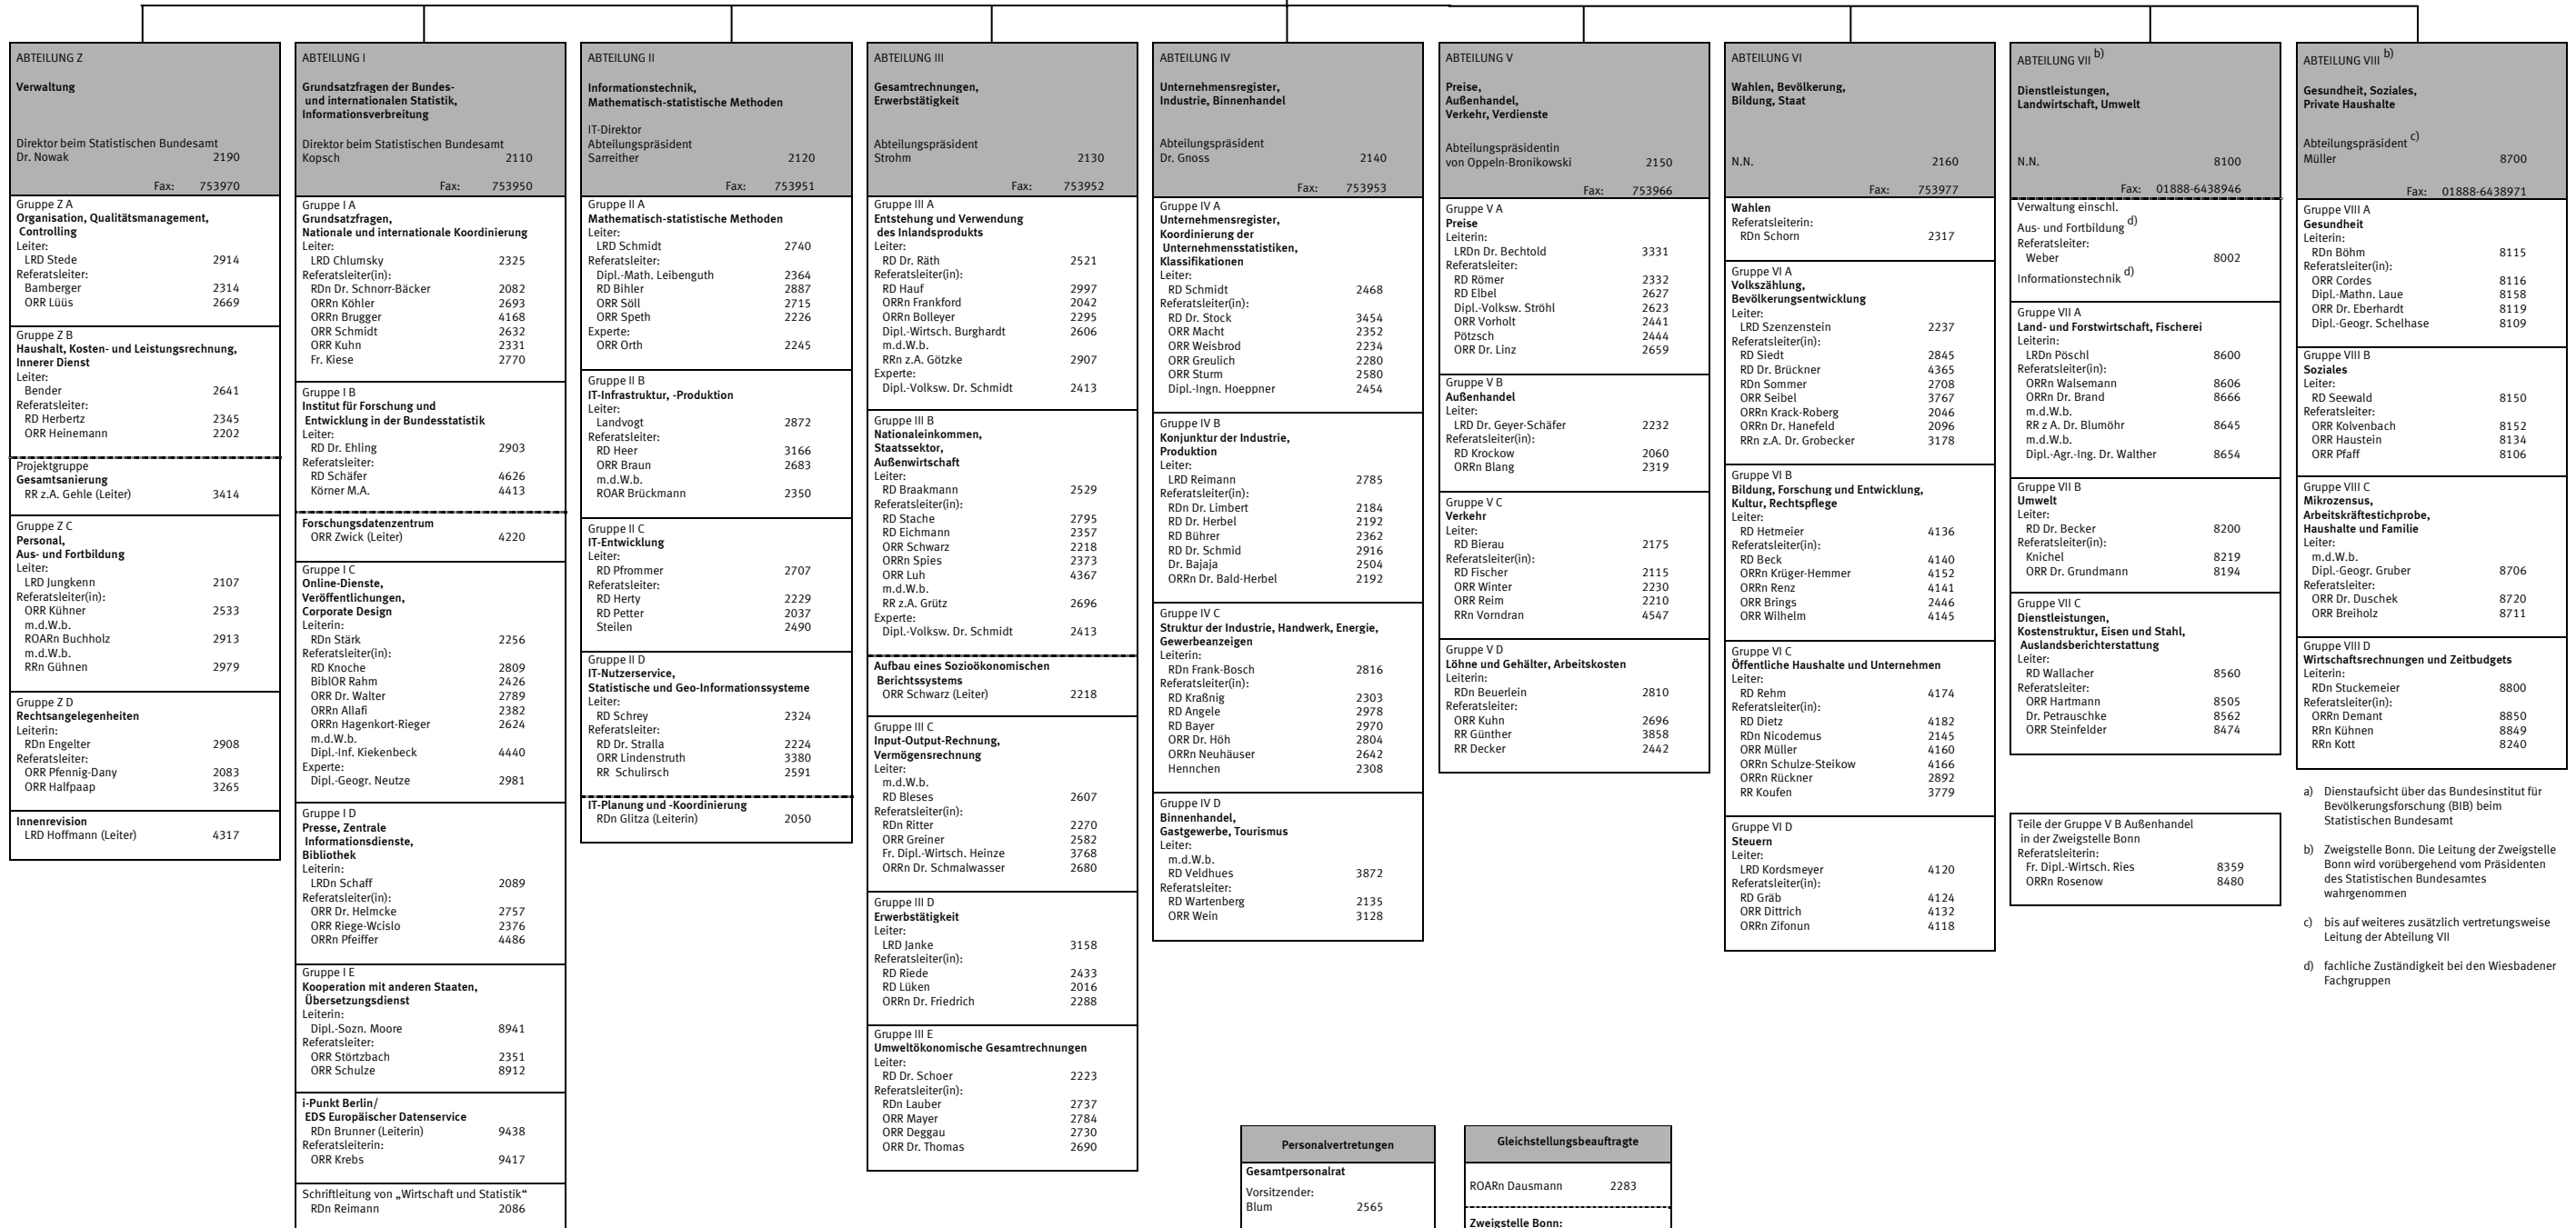 ABTEILUNG Z
Verwaltung
Direktor beim Statistischen Bundesamt
Dr. Nowak 2190
Fax: 753970
Gruppe Z A
Organisation, Qualitätsmanagement,
Controlling
Leiter:
LRD Stede 2914
Referatsleiter:
Bamberger 2314
ORR Lüüs 2669
Gruppe Z B
Haushalt, Kosten- und Leistungsrechnung,
Innerer Dienst
Leiter:
Bender 2641
Referatsleiter:
RD Herbertz 2345
ORR Heinemann 2202
Projektgruppe
Gesamtsanierung
RR z.A. Gehle (Leiter) 3414
Gruppe Z C
Personal,
Aus- und Fortbildung
Leiter:
LRD Jungkenn 2107
Referatsleiter(in):
ORR Kühner 2533
m.d.W.b.
ROARn Buchholz 2913
m.d.W.b.
RRn Gühnen 2979
Gruppe Z D
Rechtsangelegenheiten
Leiterin:
RDn Engelter 2908
Referatsleiter:
ORR Pfennig-Dany 2083
ORR Halfpaap 3265
Innenrevision
LRD Hoffmann (Leiter) 4317
ABTEILUNG I
Grundsatzfragen der Bundes-
und internationalen Statistik,
Informationsverbreitung
Direktor beim Statistischen Bundesamt
Kopsch 2110
Fax: 753950
Gruppe I A
Grundsatzfragen,
Nationale und internationale Koordinierung
Leiter:
LRD Chlumsky 2325
Referatsleiter(in):
RDn Dr. Schnorr-Bäcker 2082
ORRn Köhler 2693
ORRn Brugger 4168
ORR Schmidt 2632
ORR Kuhn 2331
Fr. Kiese 2770
Gruppe I B
Institut für Forschung und
Entwicklung in der Bundesstatistik
Leiter:
RD Dr. Ehling 2903
Referatsleiter:
RD Schäfer 4626
Körner M.A. 4413
Forschungsdatenzentrum
ORR Zwick (Leiter) 4220
Gruppe I C
Online-Dienste,
Veröffentlichungen,
Corporate Design
Leiterin:
RDn Stärk 2256
Referatsleiter(in):
RD Knoche 2809
BiblOR Rahm 2426
ORR Dr. Walter 2789
ORRn Allafi 2382
ORRn Hagenkort-Rieger 2624
m.d.W.b.
Dipl.-Inf. Kiekenbeck 4440
Experte:
Dipl.-Geogr. Neutze 2981
Gruppe I D
Presse, Zentrale
Informationsdienste,
Bibliothek
Leiterin:
LRDn Schaff 2089
Referatsleiter(in):
ORR Dr. Helmcke 2757
ORR Riege-Wcislo 2376
ORRn Pfeiffer 4486
Gruppe I E
Kooperation mit anderen Staaten,
Übersetzungsdienst
Leiterin:
Dipl.-Sozn. Moore 8941
Referatsleiter:
ORR Störtzbach 2351
ORR Schulze 8912
i-Punkt Berlin/
EDS Europäischer Datenservice
RDn Brunner (Leiterin) 9438
Referatsleiterin:
ORR Krebs 9417
Schriftleitung von „Wirtschaft und Statistik“
RDn Reimann 2086
ABTEILUNG II
Informationstechnik,
Mathematisch-statistische Methoden
IT-Direktor
Abteilungspräsident
Sarreither 2120
Fax: 753951
Gruppe II A
Mathematisch-statistische Methoden
Leiter:
LRD Schmidt 2740
Referatsleiter:
Dipl.-Math. Leibenguth 2364
RD Bihler 2887
ORR Söll 2715
ORR Speth 2226
Experte:
ORR Orth 2245
Gruppe II B
IT-Infrastruktur, -Produktion
Leiter:
Landvogt 2872
Referatsleiter:
RD Heer 3166
ORR Braun 2683
m.d.W.b.
ROAR Brückmann 2350
Gruppe II C
IT-Entwicklung
Leiter:
RD Pfrommer 2707
Referatsleiter:
RD Herty 2229
RD Petter 2037
Steilen 2490
Gruppe II D
IT-Nutzerservice,
Statistische und Geo-Informationssysteme
Leiter:
RD Schrey 2324
Referatsleiter:
RD Dr. Stralla 2224
ORR Lindenstruth 3380
RR Schulirsch 2591
IT-Planung und -Koordinierung
RDn Glitza (Leiterin) 2050
ABTEILUNG III
Gesamtrechnungen,
Erwerbstätigkeit
Abteilungspräsident
Strohm 2130
Fax: 753952
Gruppe III A
Entstehung und Verwendung
des Inlandsprodukts
Leiter:
RD Dr. Räth 2521
Referatsleiter(in):
RD Hauf 2997
ORRn Frankford 2042
ORRn Bolleyer 2295
Dipl.-Wirtsch. Burghardt 2606
m.d.W.b.
RRn z.A. Götzke 2907
Experte:
Dipl.-Volksw. Dr. Schmidt 2413
Gruppe III B
Nationaleinkommen,
Staatssektor,
Außenwirtschaft
Leiter:
RD Braakmann 2529
Referatsleiter(in):
RD Stache 2795
RD Eichmann 2357
ORR Schwarz 2218
ORRn Spies 2373
ORR Luh 4367
m.d.W.b.
RR z.A. Grütz 2696
Experte:
Dipl.-Volksw. Dr. Schmidt 2413
Aufbau eines Sozioökonomischen
Berichtssystems
ORR Schwarz (Leiter) 2218
Gruppe III C
Input-Output-Rechnung,
Vermögensrechnung
Leiter:
m.d.W.b.
RD Bleses 2607
Referatsleiter(in):
RDn Ritter 2270
ORR Greiner 2582
Fr. Dipl.-Wirtsch. Heinze 3768
ORRn Dr. Schmalwasser 2680
Gruppe III D
Erwerbstätigkeit
Leiter:
LRD Janke 3158
Referatsleiter(in):
RD Riede 2433
RD Lüken 2016
ORRn Dr. Friedrich 2288
Gruppe III E
Umweltökonomische Gesamtrechnungen
Leiter:
RD Dr. Schoer 2223
Referatsleiter(in):
RDn Lauber 2737
ORR Mayer 2784
ORR Deggau 2730
ORR Dr. Thomas 2690
ABTEILUNG IV
Unternehmensregister,
Industrie, Binnenhandel
Abteilungspräsident
Dr. Gnoss 2140
Fax: 753953
Gruppe IV A
Unternehmensregister,
Koordinierung der
Unternehmensstatistiken,
Klassifikationen
Leiter:
RD Schmidt 2468
Referatsleiter(in):
RD Dr. Stock 3454
ORR Macht 2352
ORR Weisbrod 2234
ORR Greulich 2280
ORR Sturm 2580
Dipl.-Ingn. Hoeppner 2454
Gruppe IV B
Konjunktur der Industrie,
Produktion
Leiter:
LRD Reimann 2785
Referatsleiter(in):
RDn Dr. Limbert 2184
RD Dr. Herbel 2192
RD Bührer 2362
RD Dr. Schmid 2916
Dr. Bajaja 2504
ORRn Dr. Bald-Herbel 2192
Gruppe IV C
Struktur der Industrie, Handwerk, Energie,
Gewerbeanzeigen
Leiterin:
RDn Frank-Bosch 2816
Referatsleiter(in):
RD Kraßnig 2303
RD Angele 2978
RD Bayer 2970
ORR Dr. Höh 2804
ORRn Neuhäuser 2642
Hennchen 2308
Gruppe IV D
Binnenhandel,
Gastgewerbe, Tourismus
Leiter:
m.d.W.b.
RD Veldhues 3872
Referatsleiter:
RD Wartenberg 2135
ORR Wein 3128
ABTEILUNG V
Preise,
Außenhandel,
Verkehr, Verdienste
Abteilungspräsidentin
von Oppeln-Bronikowski 2150
Fax: 753966
Gruppe V A
Preise
Leiterin:
LRDn Dr. Bechtold 3331
Referatsleiter:
RD Römer 2332
RD Elbel 2627
Dipl.-Volksw. Ströhl 2623
ORR Vorholt 2441
Pötzsch 2444
ORR Dr. Linz 2659
Gruppe V B
Außenhandel
Leiter:
LRD Dr. Geyer-Schäfer 2232
Referatsleiter(in):
RD Krockow 2060
ORRn Blang 2319
Gruppe V C
Verkehr
Leiter:
RD Bierau 2175
Referatsleiter(in):
RD Fischer 2115
ORR Winter 2230
ORR Reim 2210
RRn Vorndran 4547
Gruppe V D
Löhne und Gehälter, Arbeitskosten
Leiterin:
RDn Beuerlein 2810
Referatsleiter:
ORR Kuhn 2696
RR Günther 3858
RR Decker 2442
ABTEILUNG VI
Wahlen, Bevölkerung,
Bildung, Staat
N.N. 2160
Fax: 753977
Wahlen
Referatsleiterin:
RDn Schorn 2317
Gruppe VI A
Volkszählung,
Bevölkerungsentwicklung
Leiter:
LRD Szenzenstein 2237
Referatsleiter(in):
RD Siedt 2845
RD Dr. Brückner 4365
RDn Sommer 2708
ORR Seibel 3767
ORRn Krack-Roberg 2046
ORRn Dr. Hanefeld 2096
RRn z.A. Dr. Grobecker 3178
Gruppe VI B
Bildung, Forschung und Entwicklung,
Kultur, Rechtspflege
Leiter:
RD Hetmeier 4136
Referatsleiter(in):
RD Beck 4140
ORRn Krüger-Hemmer 4152
ORRn Renz 4141
ORR Brings 2446
ORR Wilhelm 4145
Gruppe VI C
Öffentliche Haushalte und Unternehmen
Leiter:
RD Rehm 4174
Referatsleiter(in):
RD Dietz 4182
RDn Nicodemus 2145
ORR Müller 4160
ORRn Schulze-Steikow 4166
ORRn Rückner 2892
RR Koufen 3779
Gruppe VI D
Steuern
Leiter:
LRD Kordsmeyer 4120
Referatsleiter(in):
RD Gräb 4124
ORR Dittrich 4132
ORRn Zifonun 4118
ABTEILUNG VII b)
Dienstleistungen,
Landwirtschaft, Umwelt
N.N. 8100
Fax: 01888-6438946
Verwaltung einschl.
Aus- und Fortbildung d)
Referatsleiter:
Weber 8002
Informationstechnik d)
Gruppe VII A
Land- und Forstwirtschaft, Fischerei
Leiterin:
LRDn Pöschl 8600
Referatsleiter(in):
ORRn Walsemann 8606
ORRn Dr. Brand 8666
m.d.W.b.
RR z A. Dr. Blumöhr 8645
m.d.W.b.
Dipl.-Agr.-Ing. Dr. Walther 8654
Gruppe VII B
Umwelt
Leiter:
RD Dr. Becker 8200
Referatsleiter(in):
Knichel 8219
ORR Dr. Grundmann 8194
Gruppe VII C
Dienstleistungen,
Kostenstruktur, Eisen und Stahl,
Auslandsberichterstattung
Leiter:
RD Wallacher 8560
Referatsleiter:
ORR Hartmann 8505
Dr. Petrauschke 8562
ORR Steinfelder 8474
Teile der Gruppe V B Außenhandel
in der Zweigstelle Bonn
Referatsleiterin:
Fr. Dipl.-Wirtsch. Ries 8359
ORRn Rosenow 8480
ABTEILUNG VIII b)
Gesundheit, Soziales,
Private Haushalte
Abteilungspräsident c)
Müller 8700
Fax: 01888-6438971
Gruppe VIII A
Gesundheit
Leiterin:
RDn Böhm 8115
Referatsleiter(in):
ORR Cordes 8116
Dipl.-Mathn. Laue 8158
ORR Dr. Eberhardt 8119
Dipl.-Geogr. Schelhase 8109
Gruppe VIII B
Soziales
Leiter:
RD Seewald 8150
Referatsleiter:
ORR Kolvenbach 8152
ORR Haustein 8134
ORR Pfaff 8106
Gruppe VIII C
Mikrozensus,
Arbeitskräftestichprobe,
Haushalte und Familie
Leiter:
m.d.W.b.
Dipl.-Geogr. Gruber 8706
Referatsleiter:
ORR Dr. Duschek 8720
ORR Breiholz 8711
Gruppe VIII D
Wirtschaftsrechnungen und Zeitbudgets
Leiterin:
RDn Stuckemeier 8800
Referatsleiter(in):
ORRn Demant 8850
RRn Kühnen 8849
RRn Kott 8240
a) Dienstaufsicht über das Bundesinstitut für
Bevölkerungsforschung (BIB) beim
Statistischen Bundesamt
b) Zweigstelle Bonn. Die Leitung der Zweigstelle
Bonn wird vorübergehend vom Präsidenten
des Statistischen Bundesamtes
wahrgenommen
c) bis auf weiteres zusätzlich vertretungsweise
Leitung der Abteilung VII
d) fachliche Zuständigkeit bei den Wiesbadener
Fachgruppen
Personalvertretungen
Gesamtpersonalrat
Vorsitzender:
Blum 2565
Gleichstellungsbeauftragte
ROARn Dausmann 2283
Zweigstelle Bonn: